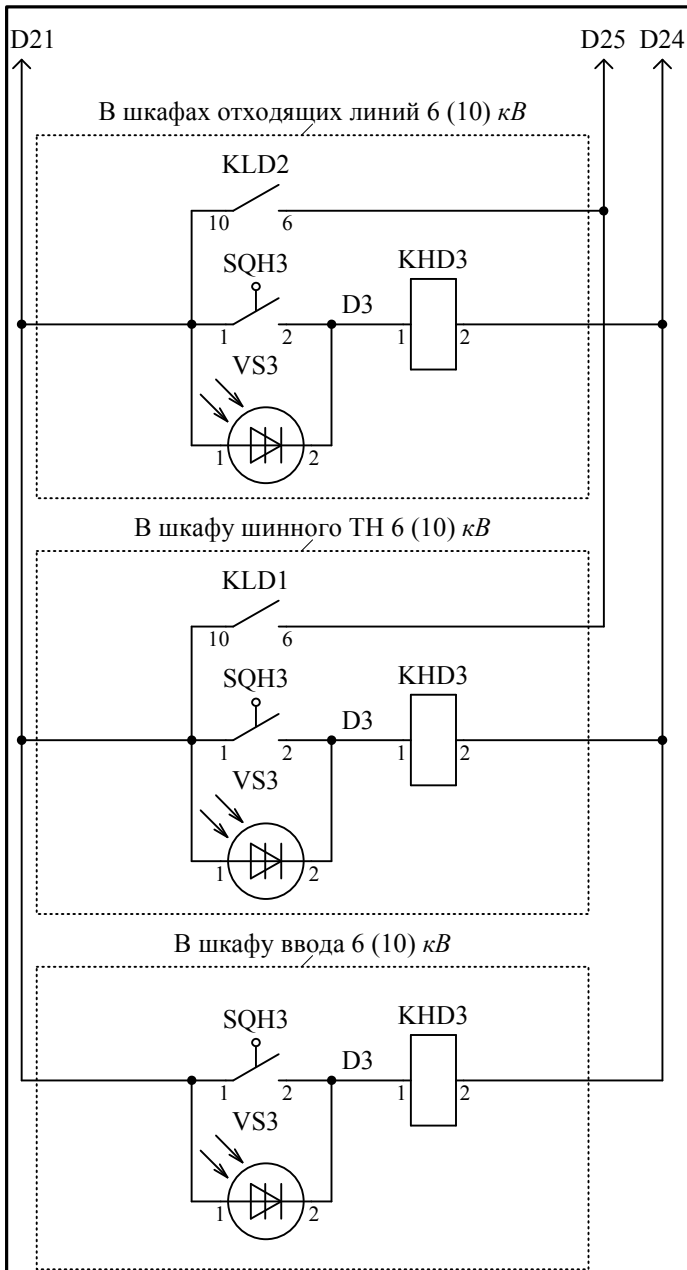 D21 D25 D24
В шкафах отходящих линий 6 (10) кВ
KLD2
10 6
SQH3 KHD3
D3
1 2 1 2
VS3
1 2
В шкафу шинного ТН 6 (10) кВ
KLD1
10 6
SQH3 KHD3
D3
1 2 1 2
VS3
1 2
В шкафу ввода 6 (10) кВ
SQH3 KHD3
D3
1 2 1 2
VS3
1 2